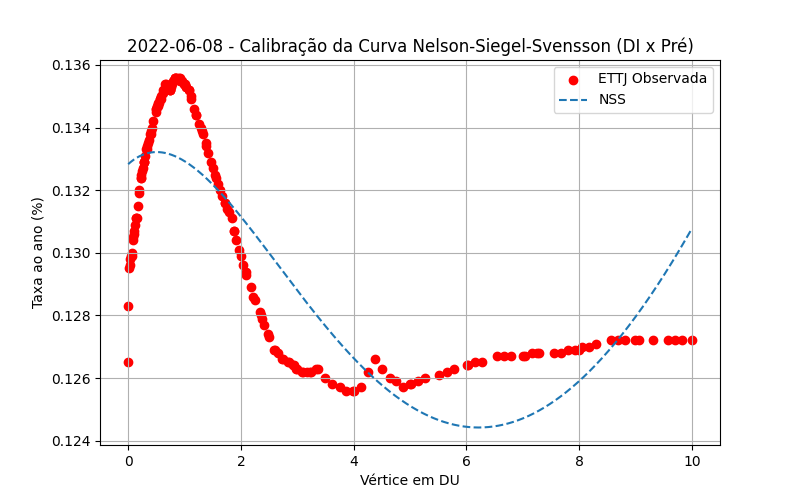 2022-06-08 - Calibração da Curva Nelson-Siegel-Svensson (DI x Pré)
ETTJ Observada
NSS
Taxa ao ano (%)
0.136
0.134
0.132
0.130
0.128
0.126
0.124
0 2 4 6 8 10
Vértice em DU